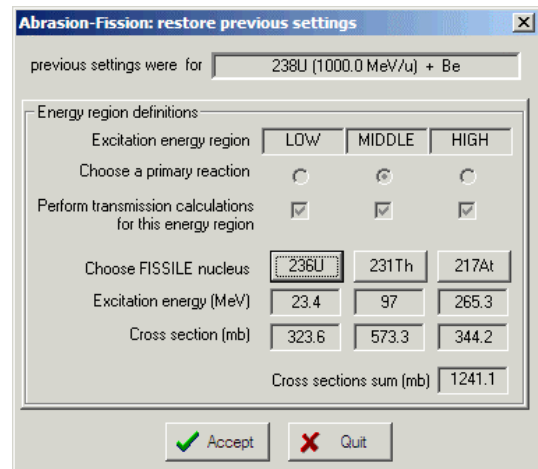 Abrasion-Fission: restore previous settings
previous settings were for 238U (1000.0 MeV/u) + Be
Energy region definitions
Excitation energy region LOW MIDDLE HIGH
Choose a primary reaction
Perform transmission calculations
for this energy region
Choose FISSILE nucleus 236U 231Th 217At
Excitation energy (MeV) 23.4 97 265.3
Cross section (mb) 323.6 573.3 344.2
Cross sections sum (mb) 1241.1
Accept Quit